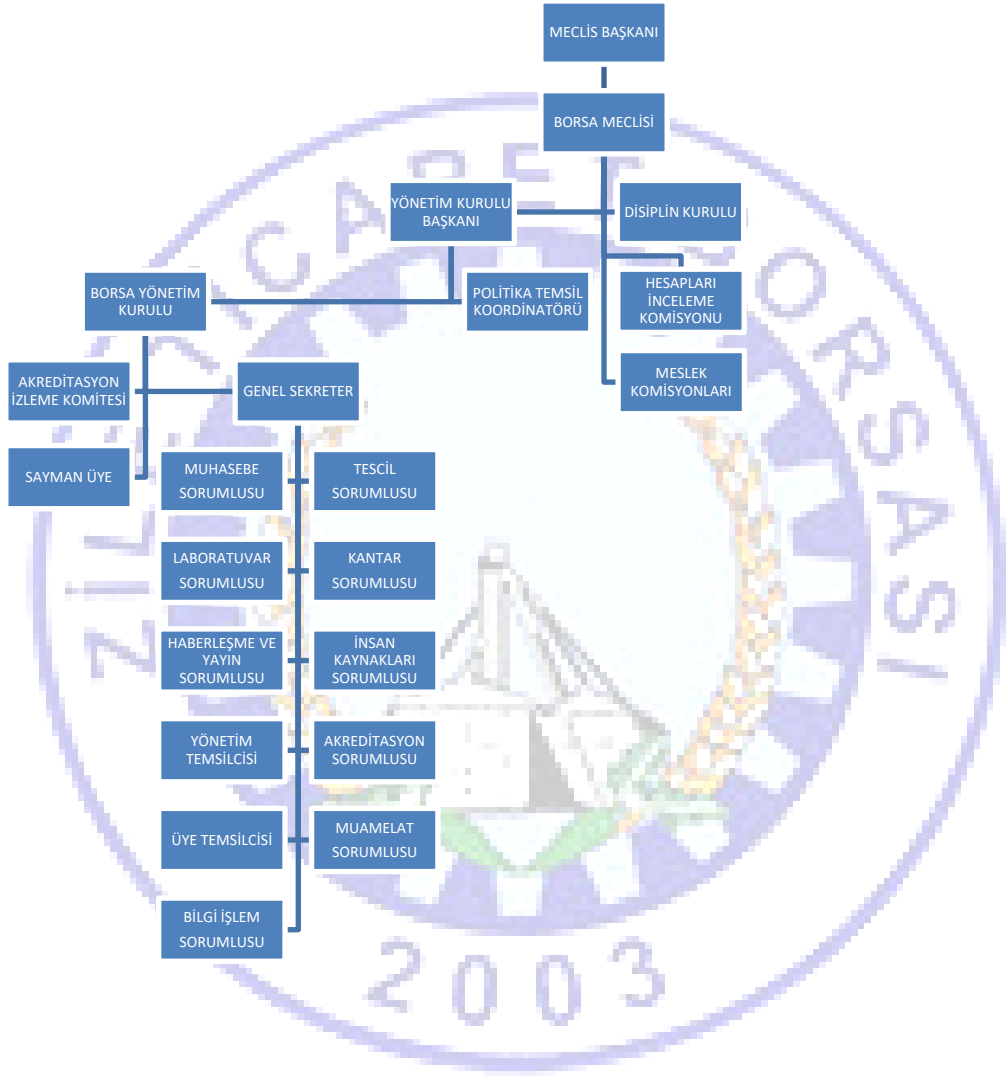 MECLİS BAŞKANI
BORSA MECLİSİ
YÖNETİM KURULU
BAŞKANI
DISIPLİN KURULU
BORSA YÖNETİM
KURULU
POLİTİKA TEMSİL
KOORDİNATÖRÜ
HESAPLARI
İNCELEME
KOMİSYONU
AKREDİTASYON
İZLEME KOMİTESİ
GENEL SEKRETER
MESLEK
KOMİSYONLARI
SAYMAN ÜYE
MUHASEBE
SORUMLUSU
TESCİL
SORUMLUSU
LABORATUVAR
SORUMLUSU
KANTAR
SORUMLUSU
HABERLEŞME VE
YAYIN
SORUMLUSU
İNSAN
KAYNAKLARI
SORUMLUSU
YÖNETİM
TEMSİLCİSİ
AKREDİTASYON
SORUMLUSU
ÜYE TEMSİLCİSİ
MUAMELAT
SORUMLUSU
BİLGİ İŞLEM
SORUMLUSU
2003